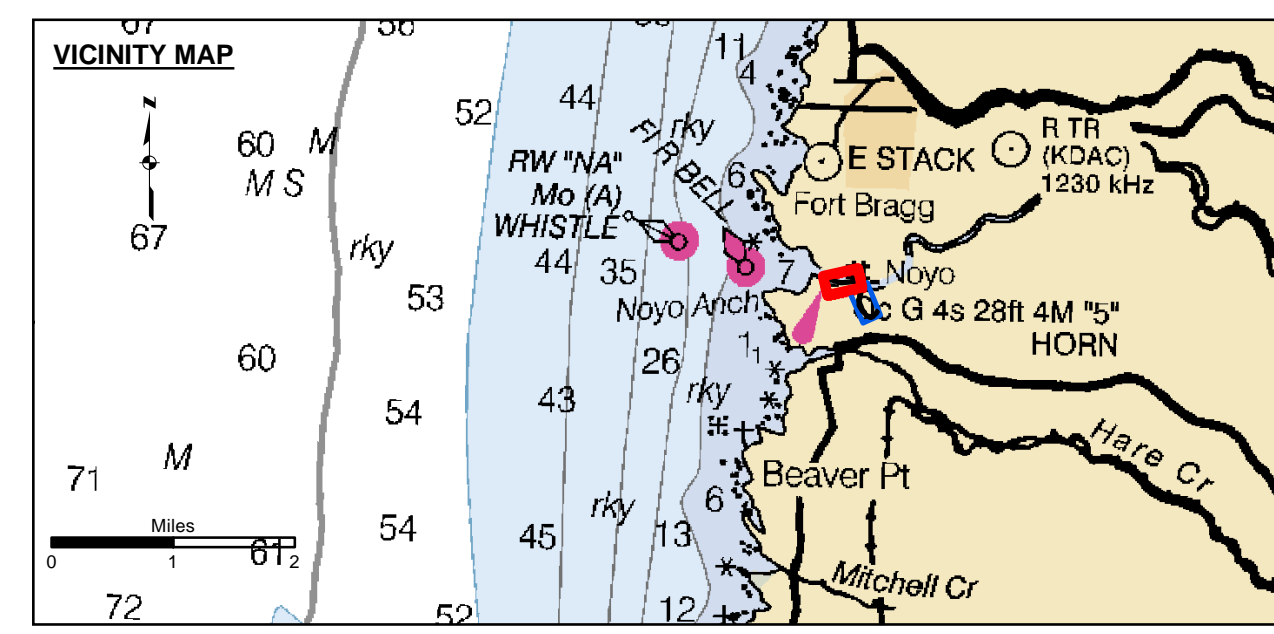 67
56
VICINITY MAP
11
4
44
52
rky
60
M
M S
RW "NA"
Mo (A)
WHISTLE
F/ R BELL
6
E STACK
R TR
(KDAC)
1230 kHz
Fort Bragg
z
67
rky
44
35
7
Noyo
53
Noyo Anch
G 4s 28ft 4M "5"
HORN
60
26
1₁
43
54
rky
Hare Cr
M
71
Beaver Pt
6
Miles
0 1 2
61
54
45
rky
13
Mitchell Cr
72
52
12